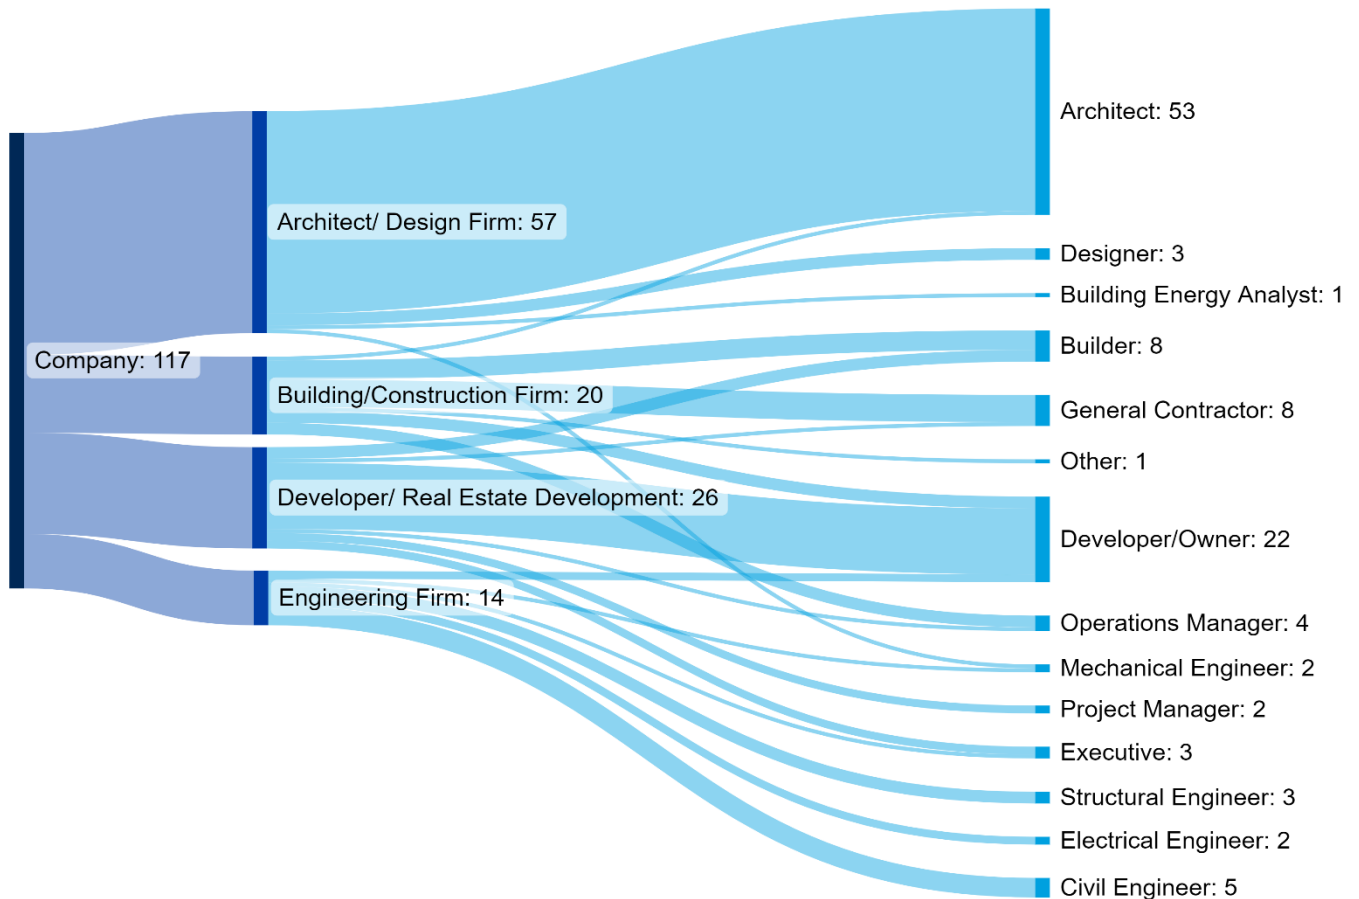 Company: 117
Architect/ Design Firm: 57
Building/Construction Firm: 20
Developer/ Real Estate Development: 26
Engineering Firm: 14
Architect: 53
Designer: 3
Building Energy Analyst: 1
Builder: 8
General Contractor: 8
Other: 1
Developer/Owner: 22
Operations Manager: 4
Mechanical Engineer: 2
Project Manager: 2
Executive: 3
Structural Engineer: 3
Electrical Engineer: 2
Civil Engineer: 5